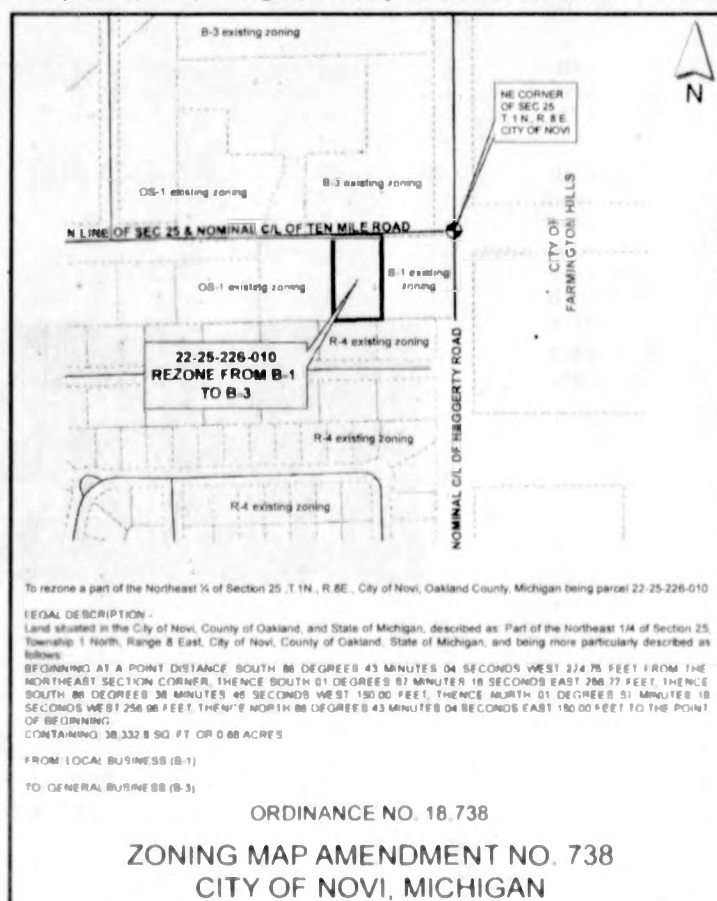 B-3 existing zoning
N
NE CORNER
OF SEC 25
T. 1 N., R. 8 E.
CITY OF NOVI
OS-1 existing zoning
B-3 existing zoning
N LINE OF SEC 25 & NOMINAL C/L OF TEN MILE ROAD
CITY OF
FARMINGTON HILLS
OS-1 existing zoning
B-1 existing
zoning
R-4 existing zoning
22-25-226-010
REZONE FROM B-1
TO B-3
R-4 existing zoning
NOMINAL C/L OF HAGGERTY ROAD
R-4 existing zoning
To rezone a part of the Northeast ¼ of Section 25 ,T.1N., R.8E., City of Novi, Oakland County, Michigan being parcel 22-25-226-010
LEGAL DESCRIPTION -
Land situated in the City of Novi, County of Oakland, and State of Michigan, described as: Part of the Northeast 1/4 of Section 25,
Township 1 North, Range 8 East, City of Novi, County of Oakland, State of Michigan, and being more particularly described as
follows:
BEGINNING AT A POINT DISTANCE SOUTH 86 DEGREES 43 MINUTES 04 SECONDS WEST FEET FROM THE
NORTHEAST SECTION CORNER, THENCE SOUTH 01 DEGREES MINUTES 18 SECONDS EAST FEET, THENCE
SOUTH DEGREES 38 MINUTES SECONDS WEST 150.00 FEET, THENCE NORTH 01 DEGREES MINUTES 18
SECONDS WEST FEET, THENCE NORTH 86 DEGREES 43 MINUTES 04 SECONDS EAST 150.00 FEET TO THE POINT
OF BEGINNING
CONTAINING SQ. FT. OR ACRES
FROM: LOCAL BUSINESS (B-1)
TO: GENERAL BUSINESS (B-3)
ORDINANCE NO. 18.738
ZONING MAP AMENDMENT NO. 738
CITY OF NOVI, MICHIGAN